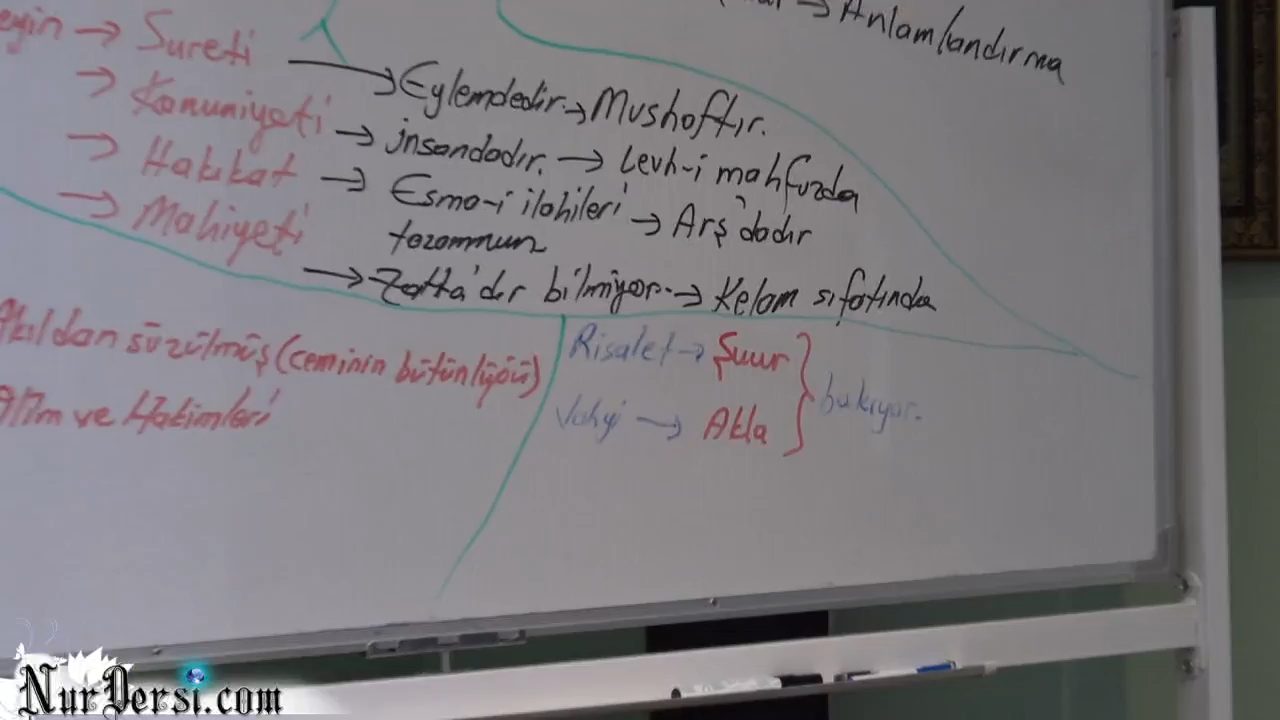 → Anlamlandırma
→ Sureti → Eylemdedir. → Mushaftır.
→ Kanuniyeti → insandadır. → Levh-i mahfuzda
→ Hakikat → Esma-i ilahileri tazammun → Arş'dadır
→ Mahiyeti → Zatta'dır bilmiyor. → Kelam sıfatında
Akıldan süzülmüş (ceminin bütünlüğü)
Alim ve Hakimleri
Risalet → Şuur
Vahyi → Akla
} bakıyor.
NurDersi.com